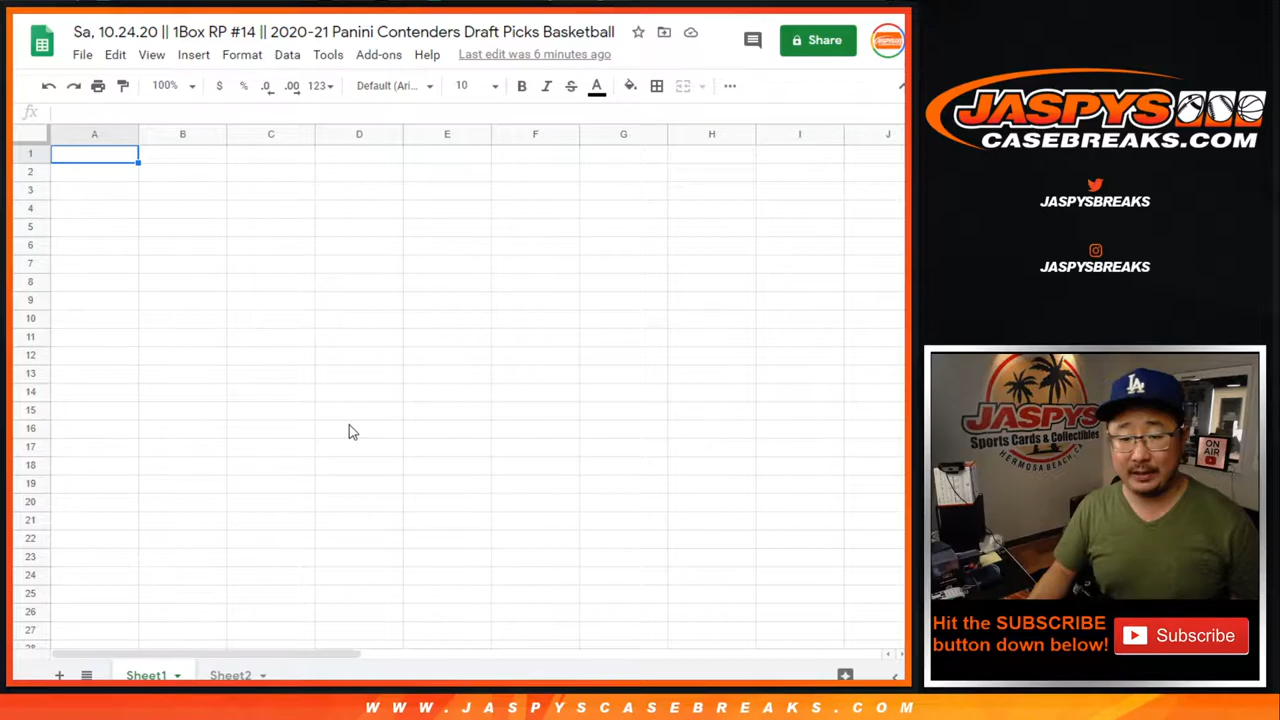 Sa, 10.24.20 || 1Box RP #14 || 2020-21 Panini Contenders Draft Picks Basketball
File Edit View Insert Format Data Tools Add-ons Help Last edit was 6 minutes ago
Share
100% $ % .0 .00 123 Default (Ari... 10 B I S A
fx
A B C D E F G H I J
1
2
3
4
5
6
7
8
9
10
11
12
13
14
15
16
17
18
19
20
21
22
23
24
25
26
27
28
Sheet1 Sheet2
JASPYS
CASEBREAKS.COM
JASPYSBREAKS
JASPYSBREAKS
JASPYS
Sports Cards & Collectibles
HERMOSA BEACH, CA
LA
ON
AIR
Hit the SUBSCRIBE
button down below!
Subscribe
WWW.JASPYSCASEBREAKS.COM